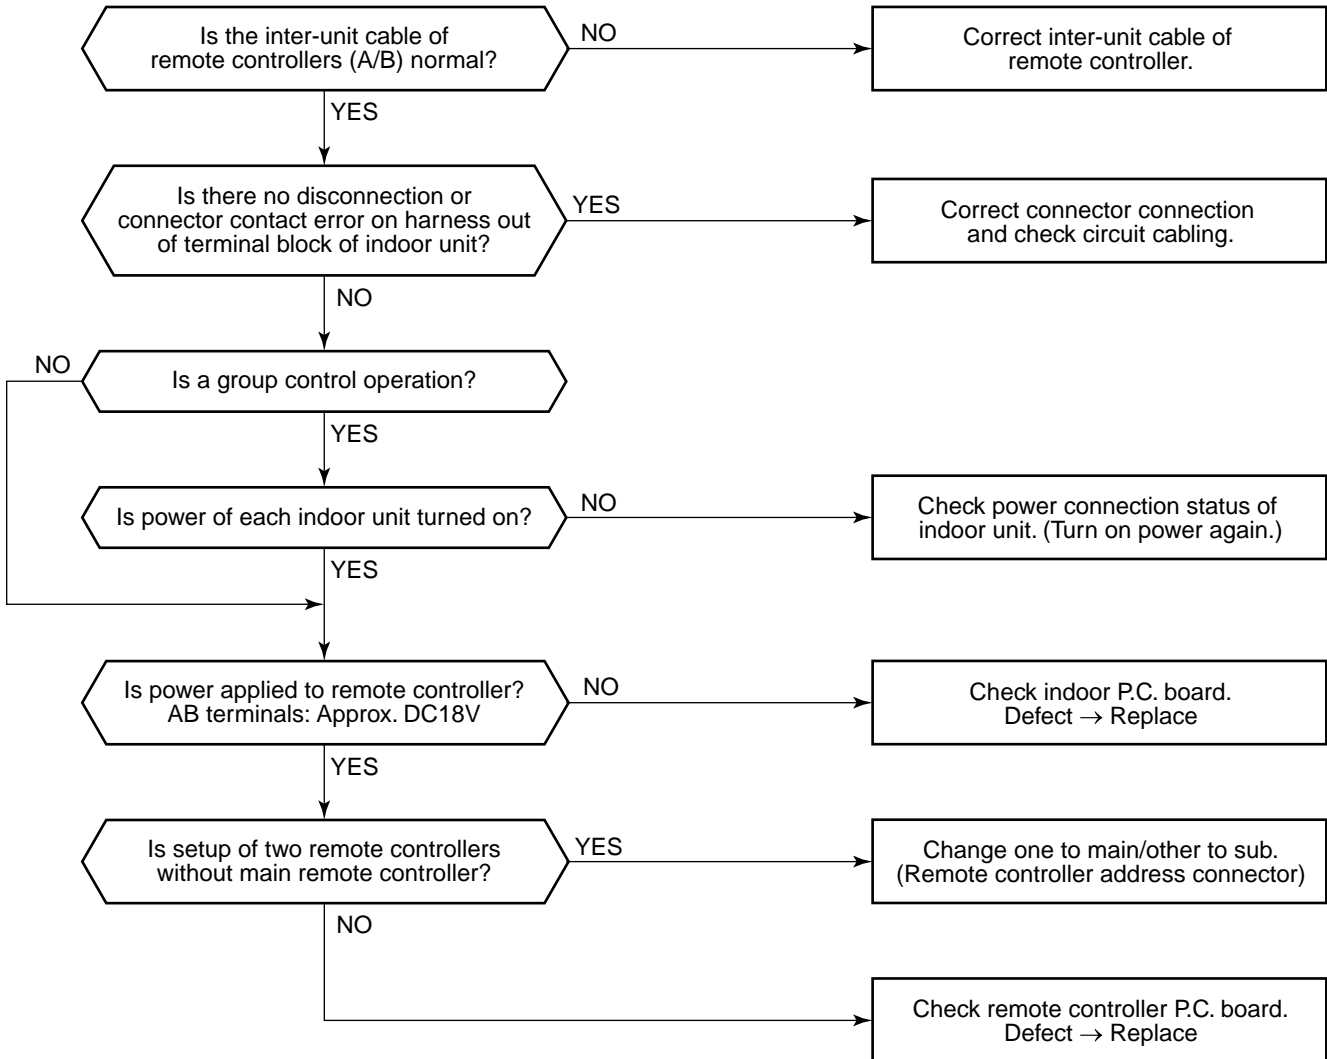 Is the inter-unit cable of
remote controllers (A/B) normal?
NO
Correct inter-unit cable of
remote controller.
YES
Is there no disconnection or
connector contact error on harness out
of terminal block of indoor unit?
YES
Correct connector connection
and check circuit cabling.
NO
NO
Is a group control operation?
YES
Is power of each indoor unit turned on?
NO
Check power connection status of
indoor unit. (Turn on power again.)
YES
Is power applied to remote controller?
AB terminals: Approx. DC18V
NO
Check indoor P.C. board.
Defect → Replace
YES
Is setup of two remote controllers
without main remote controller?
YES
Change one to main/other to sub.
(Remote controller address connector)
NO
Check remote controller P.C. board.
Defect → Replace